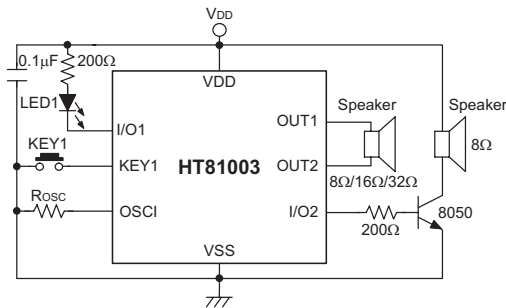 VDD
0.1μF
200Ω
VDD
LED1
I/O1
OUT1
Speaker
Speaker
KEY1
KEY1
HT81003
OUT2
8Ω
8Ω/16Ω/32Ω
ROSC
OSCI
I/O2
8050
200Ω
VSS